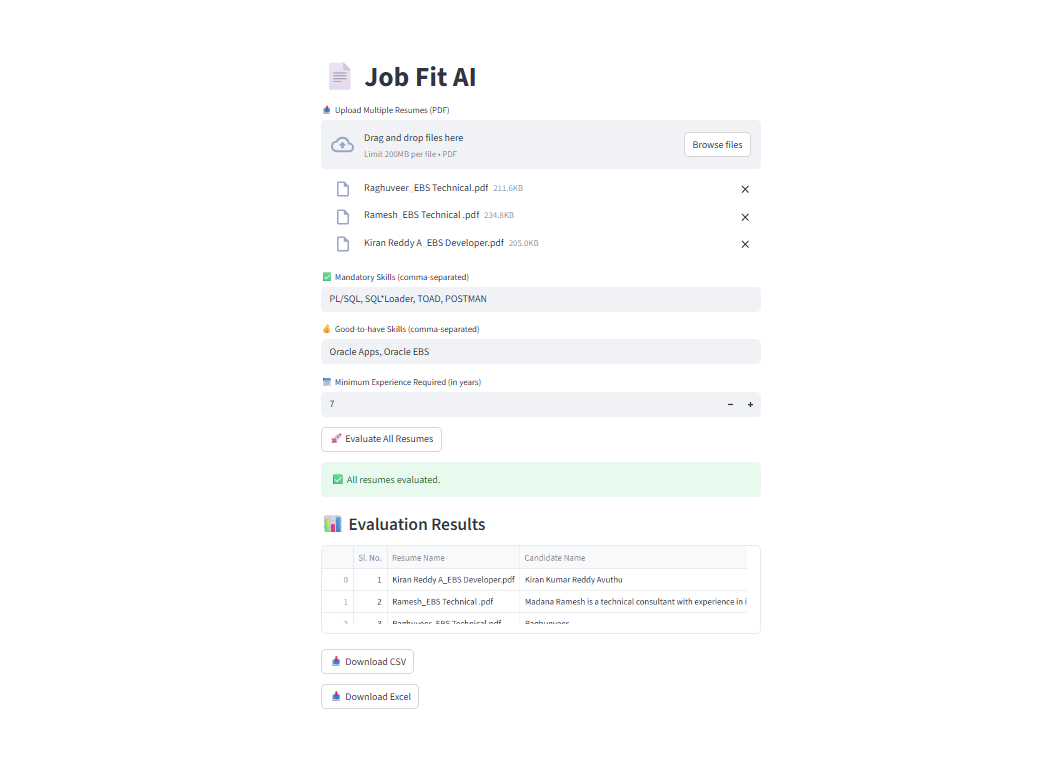 Job Fit AI
Upload Multiple Resumes (PDF)
Drag and drop files here
Limit 200MB per file • PDF
Browse files
Raghuveer_EBS Technical.pdf 211.6KB
Ramesh_EBS Technical .pdf 234.8KB
Kiran Reddy A_EBS Developer.pdf 205.0KB
Mandatory Skills (comma-separated)
PL/SQL, SQL*Loader, TOAD, POSTMAN
Good-to-have Skills (comma-separated)
Oracle Apps, Oracle EBS
Minimum Experience Required (in years)
7
Evaluate All Resumes
All resumes evaluated.
Evaluation Results
Sl. No. Resume Name Candidate Name
0 1 Kiran Reddy A_EBS Developer.pdf Kiran Kumar Reddy Avuthu
1 2 Ramesh_EBS Technical .pdf Madana Ramesh is a technical consultant with experience in i
2 3 Raghuveer_EBS Technical.pdf
Download CSV
Download Excel